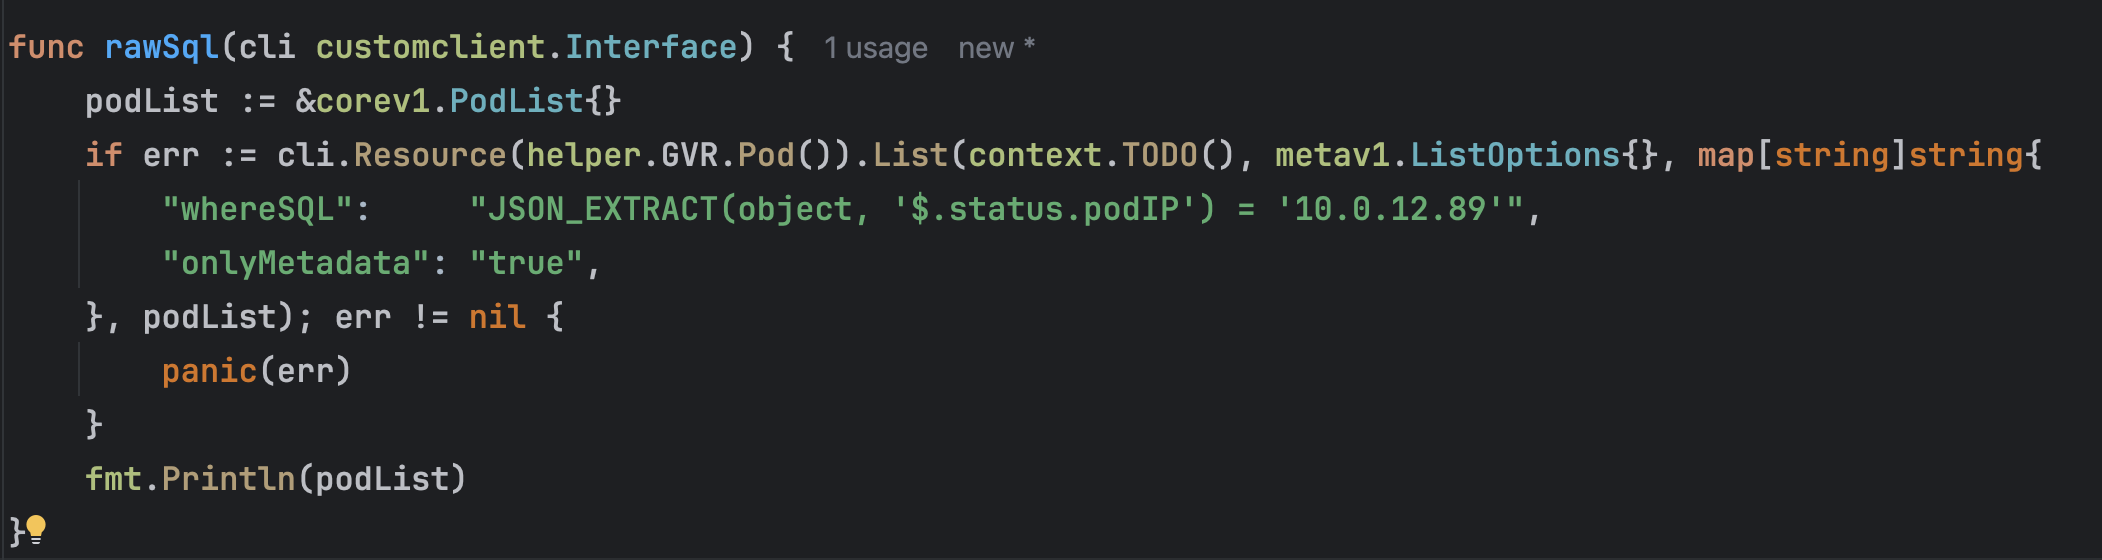 func rawSql(cli customclient.Interface) {  1 usage  new *
    podList := &corev1.PodList{}
    if err := cli.Resource(helper.GVR.Pod()).List(context.TODO(), metav1.ListOptions{}, map[string]string{
        "whereSQL":     "JSON_EXTRACT(object, '$.status.podIP') = '10.0.12.89'",
        "onlyMetadata": "true",
    }, podList); err != nil {
        panic(err)
    }
    fmt.Println(podList)
}